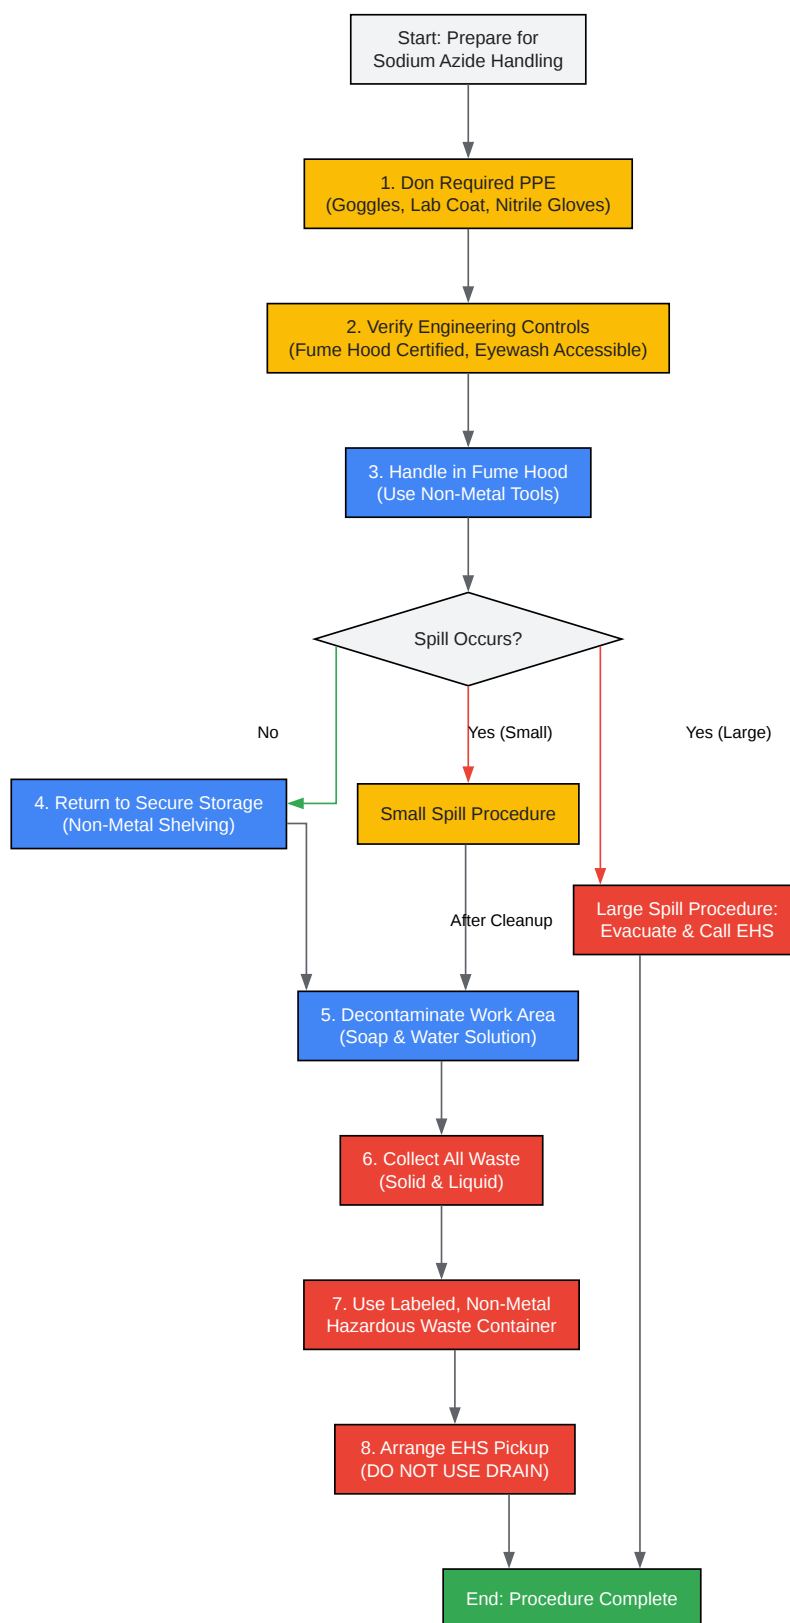 Start: Prepare for
Sodium Azide Handling
1. Don Required PPE
(Goggles, Lab Coat, Nitrile Gloves)
2. Verify Engineering Controls
(Fume Hood Certified, Eyewash Accessible)
3. Handle in Fume Hood
(Use Non-Metal Tools)
Spill Occurs?
No
Yes (Small)
Yes (Large)
4. Return to Secure Storage
(Non-Metal Shelving)
Small Spill Procedure
Large Spill Procedure:
Evacuate & Call EHS
After Cleanup
5. Decontaminate Work Area
(Soap & Water Solution)
6. Collect All Waste
(Solid & Liquid)
7. Use Labeled, Non-Metal
Hazardous Waste Container
8. Arrange EHS Pickup
(DO NOT USE DRAIN)
End: Procedure Complete